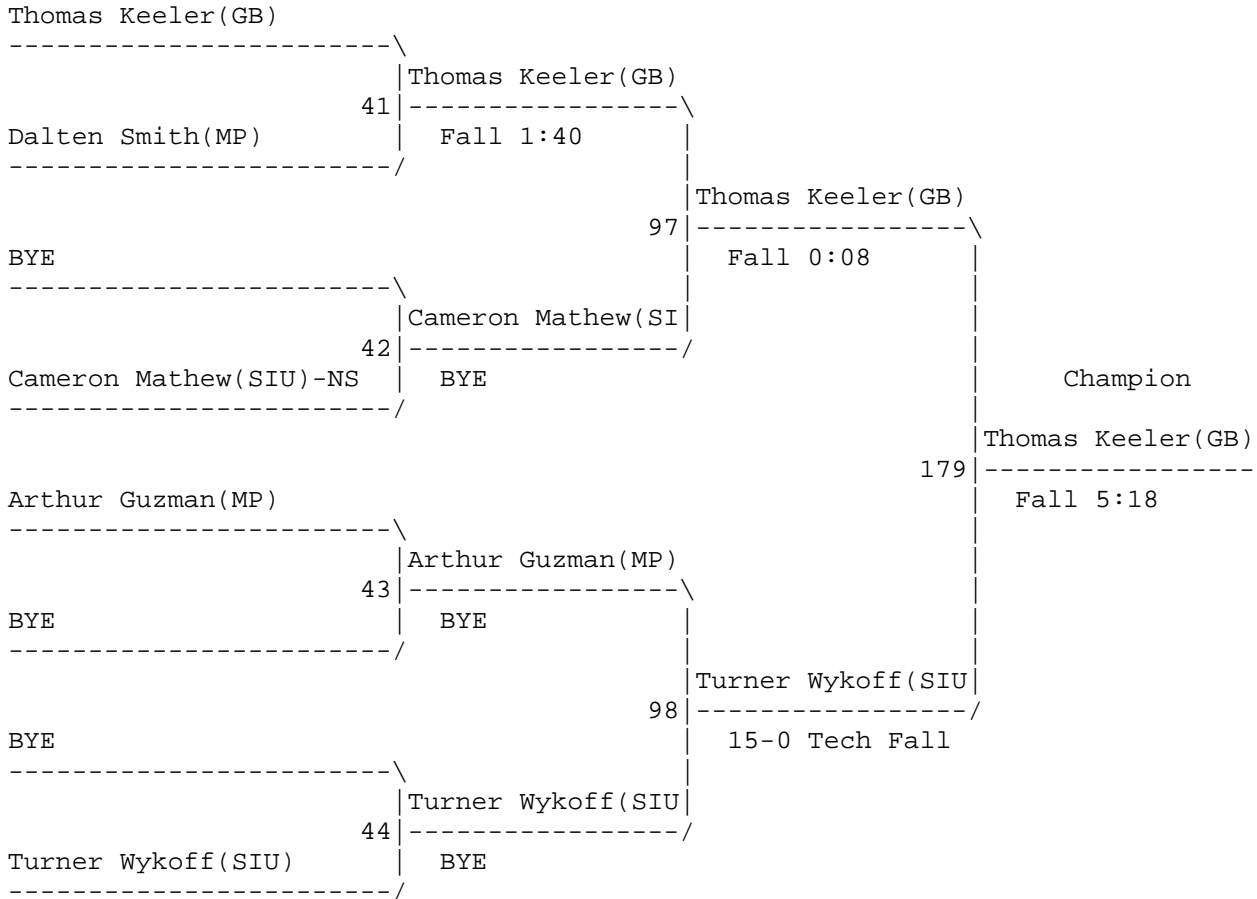 Thomas Keeler(GB)
------------------------\
                        |Thomas Keeler(GB)
                      41|-----------------\
Dalten Smith(MP)        |  Fall 1:40      |
------------------------/                 |
                                          |Thomas Keeler(GB)
                                        97|-----------------\
BYE                                       |  Fall 0:08      |
------------------------\                 |                 |
                        |Cameron Mathew(SI|                 |
                      42|-----------------/                 |
Cameron Mathew(SIU)-NS  |  BYE                              |     Champion
------------------------/                                   |
                                                            |Thomas Keeler(GB)
                                                         179|-----------------
Arthur Guzman(MP)                                           |  Fall 5:18
------------------------\                                   |
                        |Arthur Guzman(MP)                  |
                      43|-----------------\                 |
BYE                     |  BYE            |                 |
------------------------/                 |                 |
                                          |Turner Wykoff(SIU|
                                        98|-----------------/
BYE                                       |  15-0 Tech Fall
------------------------\                 |
                        |Turner Wykoff(SIU|
                      44|-----------------/
Turner Wykoff(SIU)      |  BYE
------------------------/